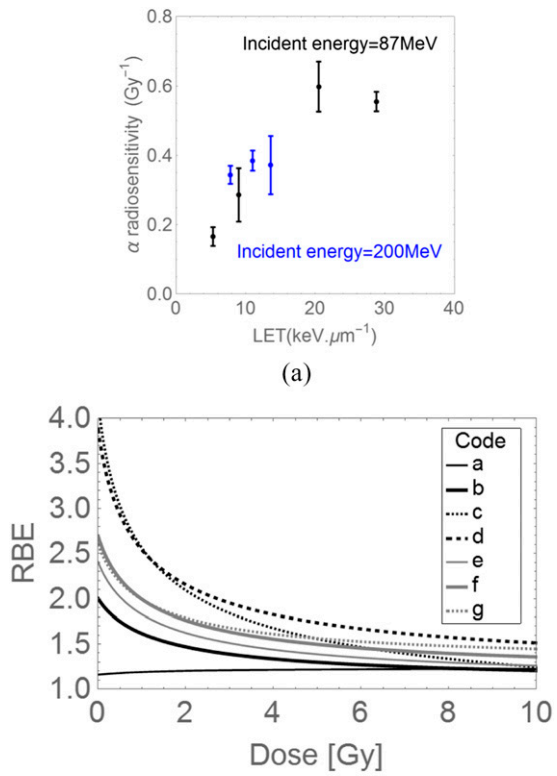 Incident energy=87MeV
0.8
0.6
0.4
0.2
0.0
α radiosensitivity (Gy⁻¹)
Incident energy=200MeV
0 10 20 30 40
LET(keV.μm⁻¹)
(a)
4.0
3.5
3.0
2.5
2.0
1.5
1.0
RBE
Code
a
b
c
d
e
f
g
0 2 4 6 8 10
Dose [Gy]